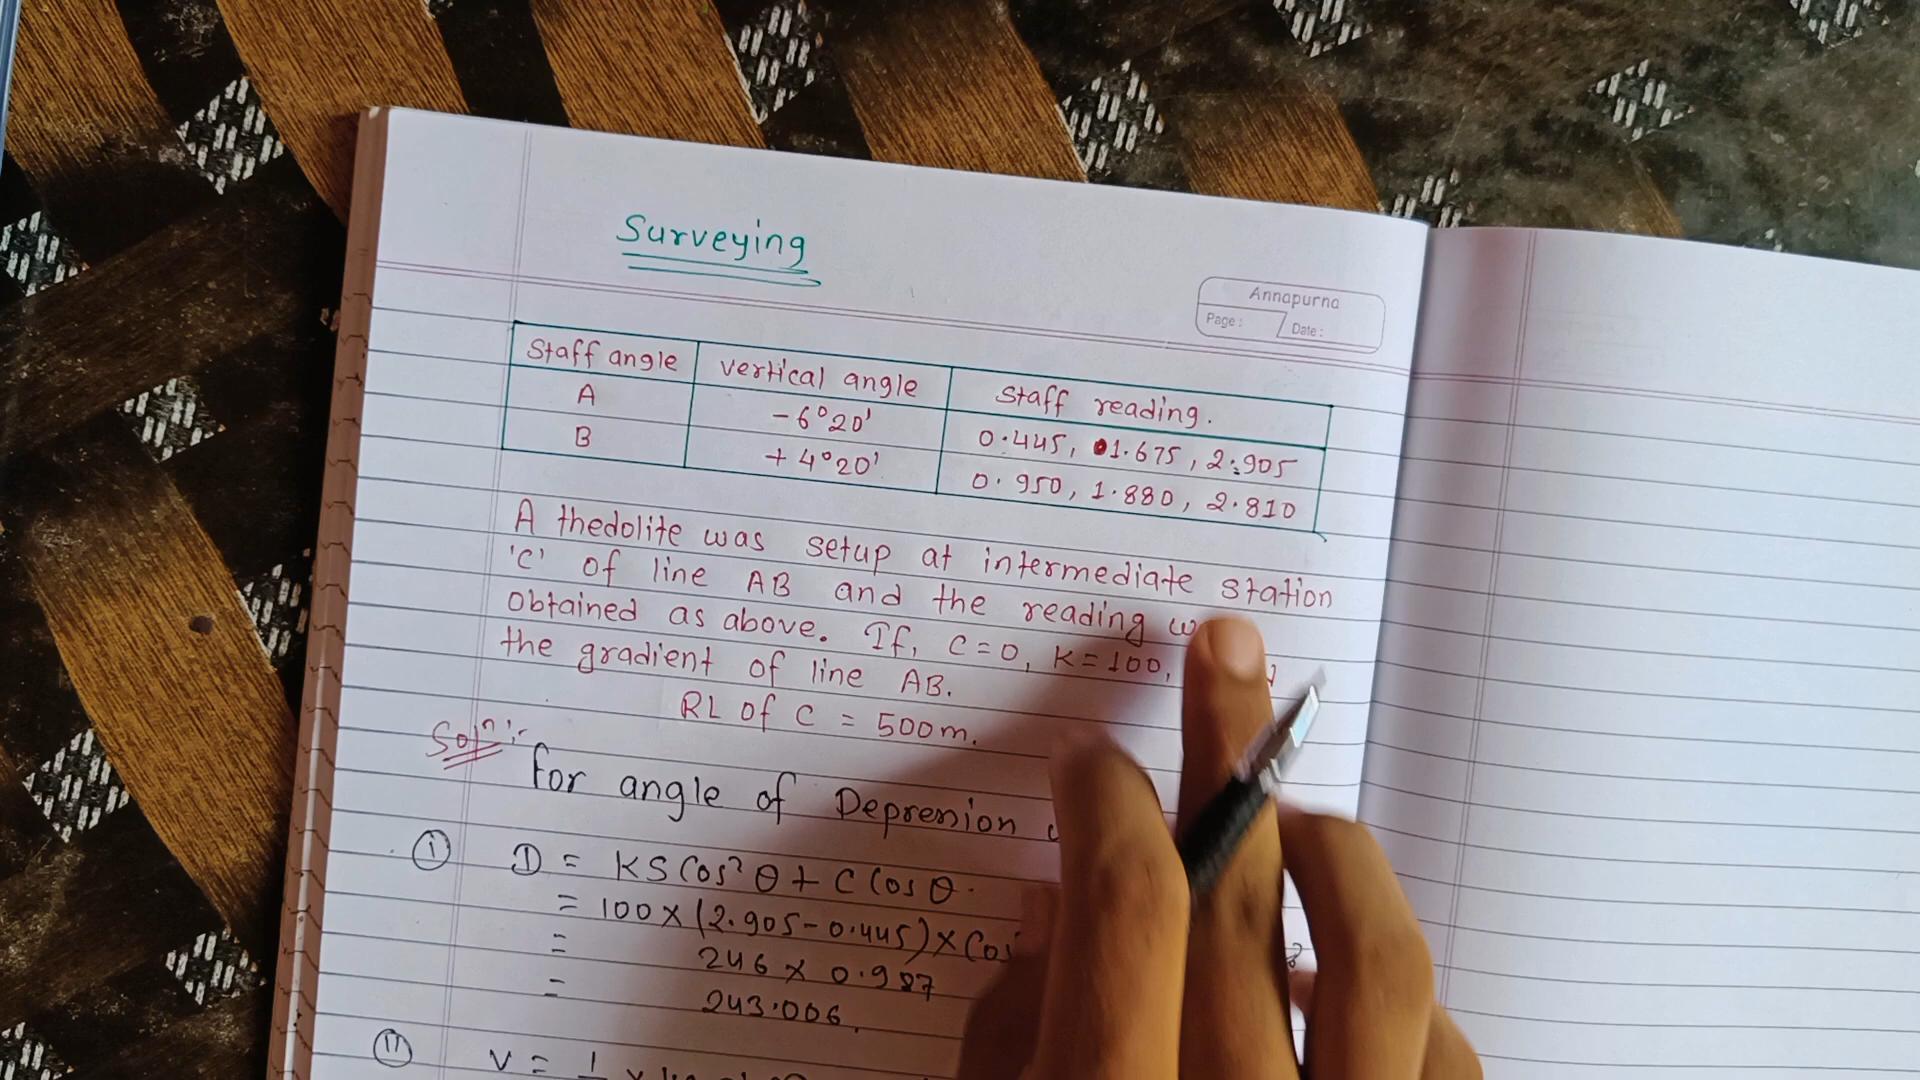 Surveying
Annapurna
Page: Date:
Staff angle vertical angle Staff reading.
A -6°20' 0.445, 1.675, 2.905
B +4°20' 0.950, 1.880, 2.810
A thedolite was setup at intermediate station
'C' of line AB and the reading
obtained as above. If, C=0, K=100,
the gradient of line AB.
RL of C = 500m.
Soln:-
for angle of Depression
(i) D = KS Cos²θ + C Cosθ.
= 100 × (2.905-0.445) × Cos
= 246 × 0.987
= 243.006.
(ii) V = 1